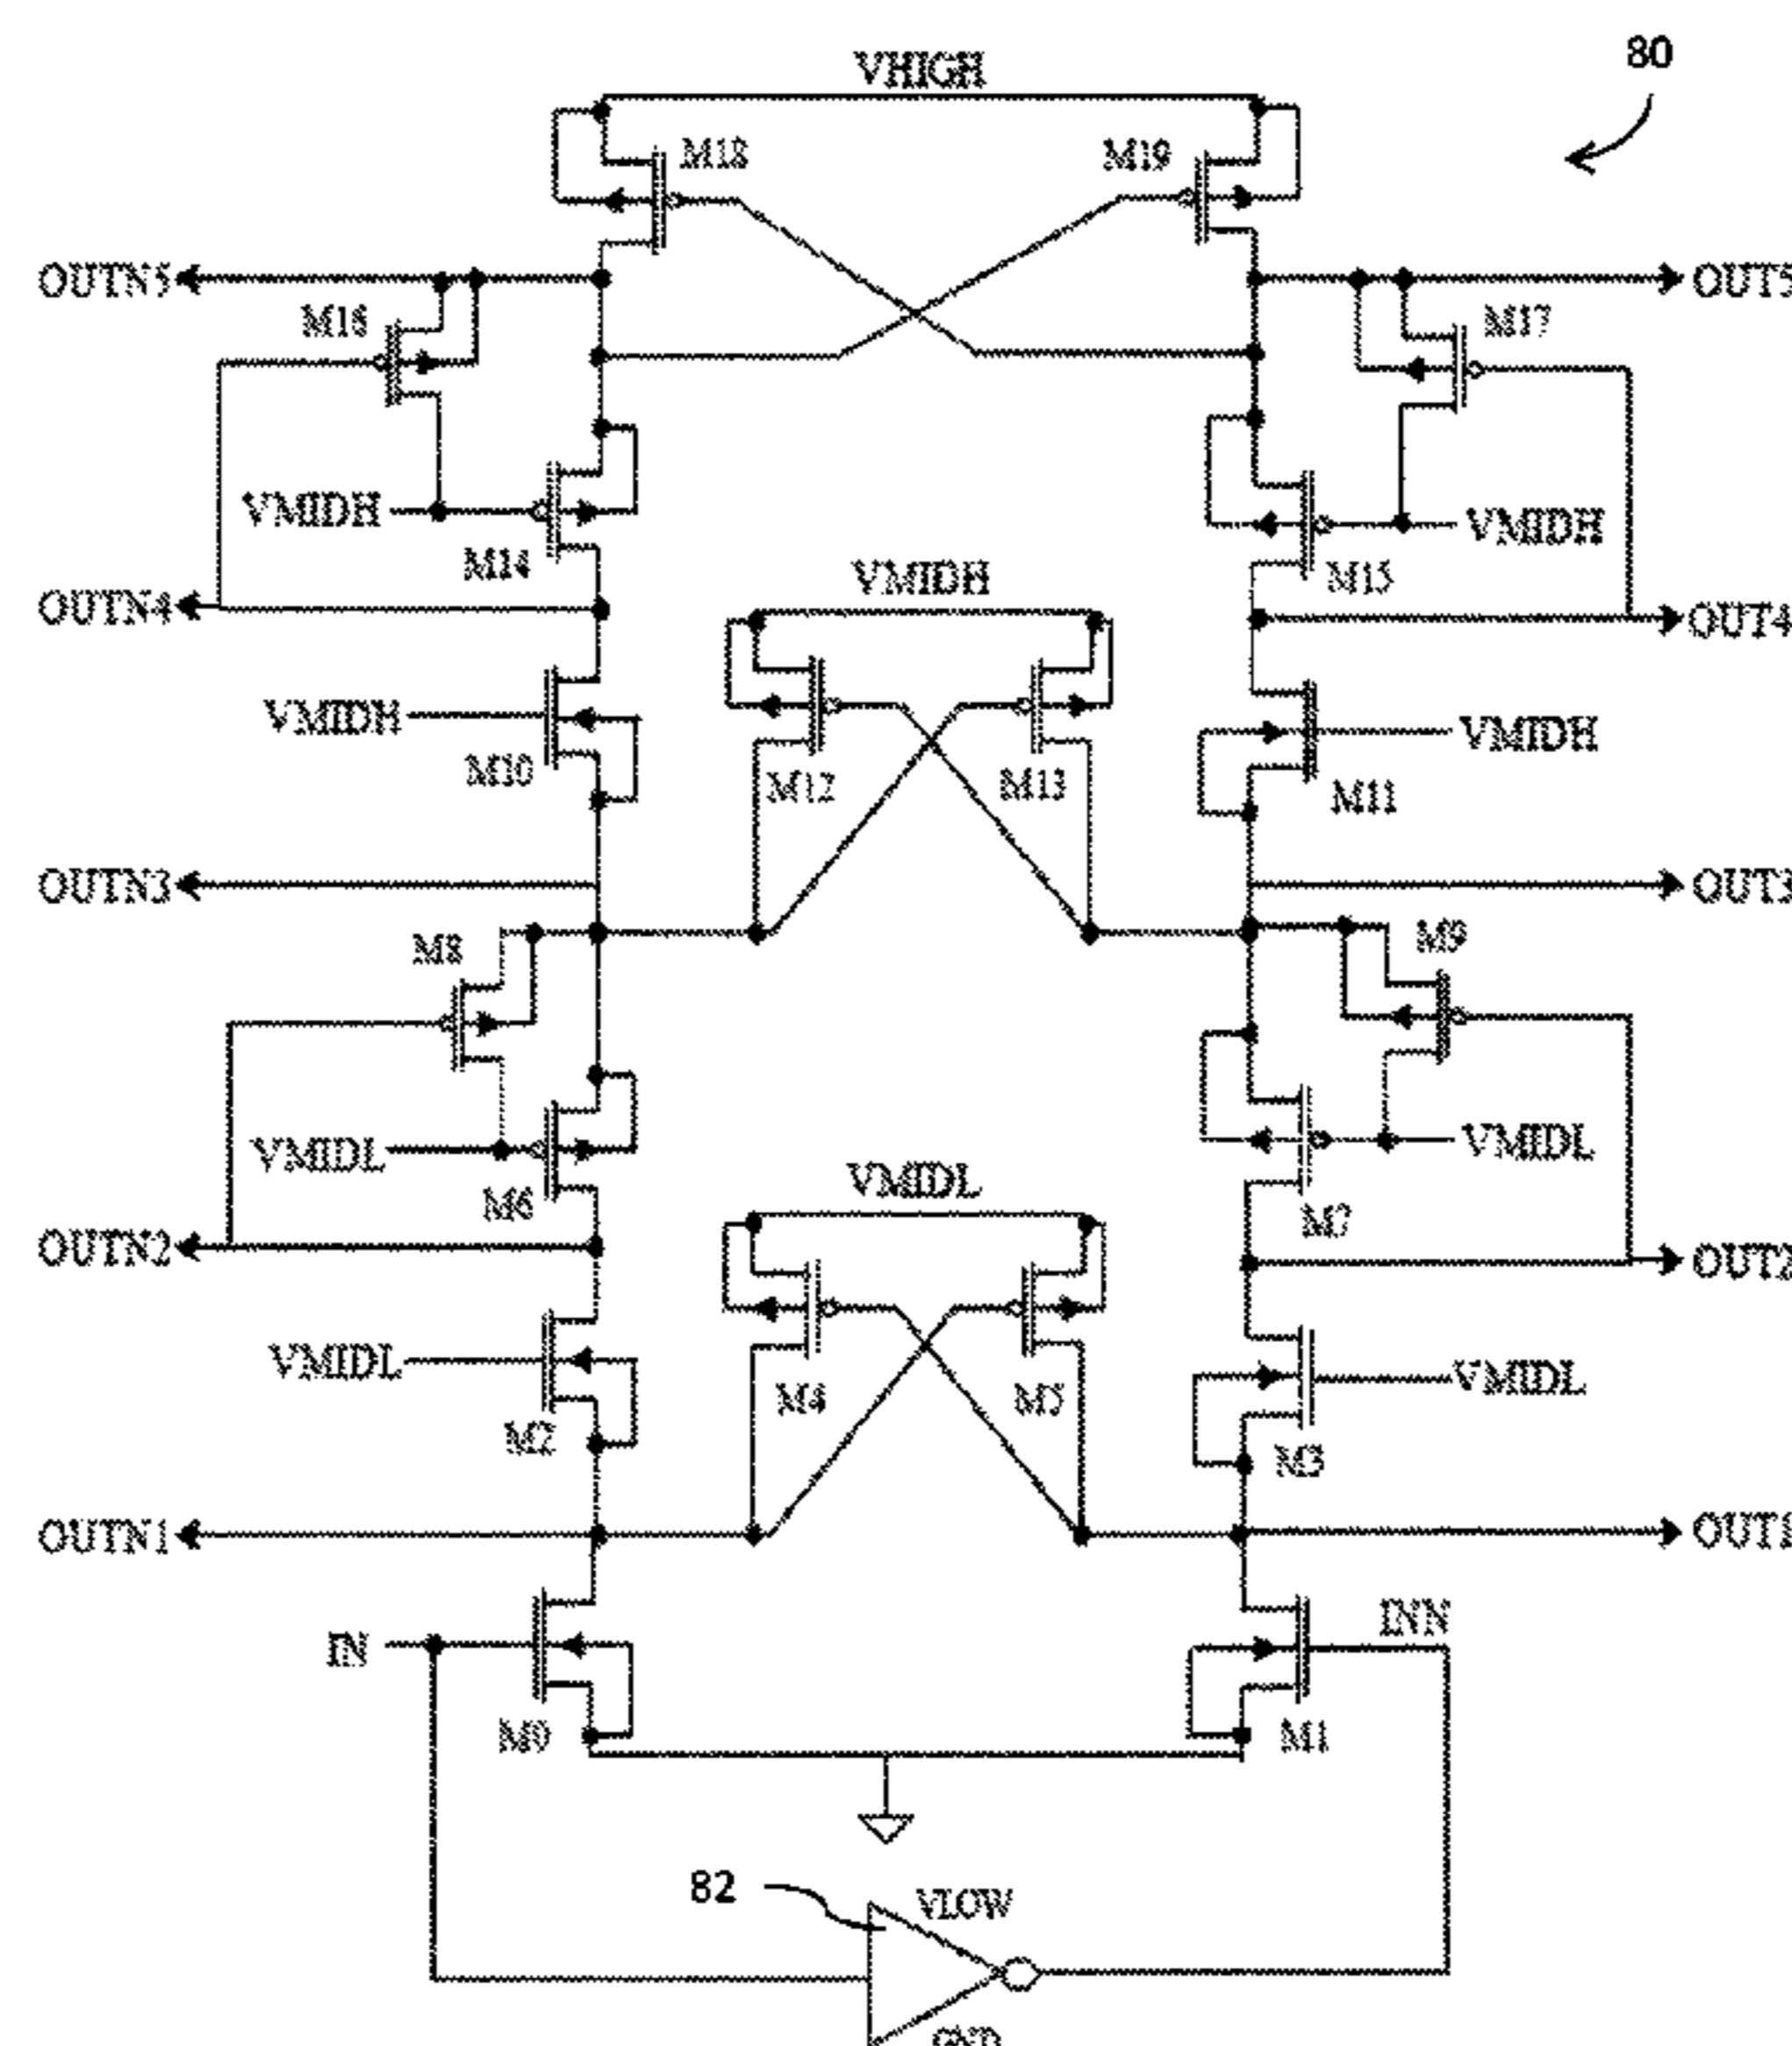 80
VHIGH
M18
M19
OUTN5
OUT5
M16
M17
VMIDH
VMIDH
M14
M15
VMIDH
OUTN4
OUT4
VMIDH
VMIDH
M10
M12
M13
M11
OUTN3
OUT3
M8
M9
VMIDL
VMIDL
M6
M7
VMIDL
OUTN2
OUT2
VMIDL
VMIDL
M4
M5
M2
M3
OUTN1
OUT1
IN
INN
M0
M1
82
VLOW
GND